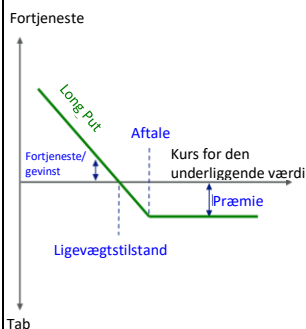 Fortjeneste
Long Put
Aftale
Fortjeneste/
gevinst
Kurs for den
underliggende værdi
Præmie
Ligevægtstilstand
Tab